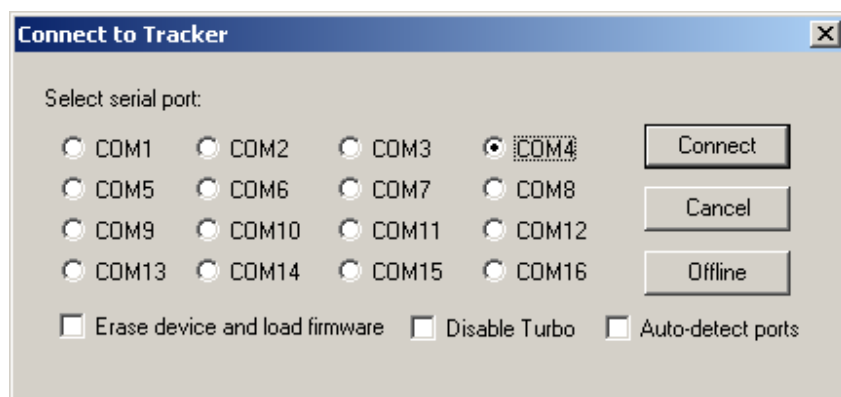 Connect to Tracker
Select serial port:
COM1 COM2 COM3 COM4 Connect
COM5 COM6 COM7 COM8
Cancel
COM9 COM10 COM11 COM12
COM13 COM14 COM15 COM16 Offline
Erase device and load firmware Disable Turbo Auto-detect ports